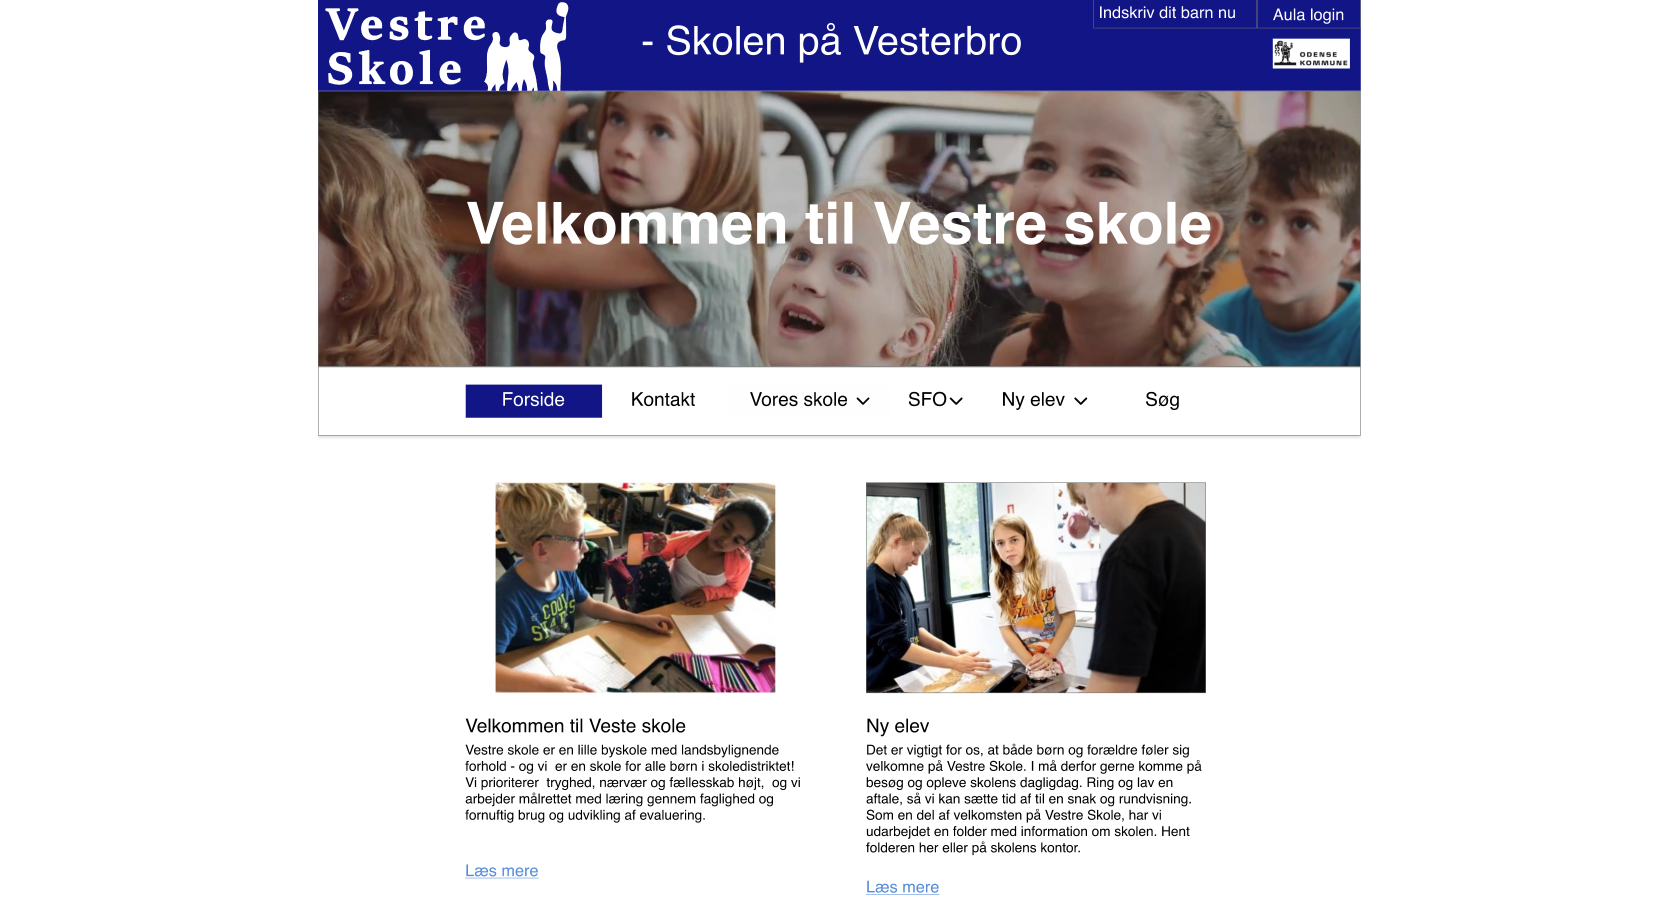 Vestre
Skole
- Skolen på Vesterbro
Indskriv dit barn nu
Aula login
ODENSE
KOMMUNE
Velkommen til Vestre skole
Forside Kontakt Vores skole SFO Ny elev Søg
Velkommen til Veste skole
Vestre skole er en lille byskole med landsbylignende
forhold - og vi  er en skole for alle børn i skoledistriktet!
Vi prioriterer  tryghed, nærvær og fællesskab højt,  og vi
arbejder målrettet med læring gennem faglighed og
fornuftig brug og udvikling af evaluering.
Læs mere
Ny elev
Det er vigtigt for os, at både børn og forældre føler sig
velkomne på Vestre Skole. I må derfor gerne komme på
besøg og opleve skolens dagligdag. Ring og lav en
aftale, så vi kan sætte tid af til en snak og rundvisning.
Som en del af velkomsten på Vestre Skole, har vi
udarbejdet en folder med information om skolen. Hent
folderen her eller på skolens kontor.
Læs mere